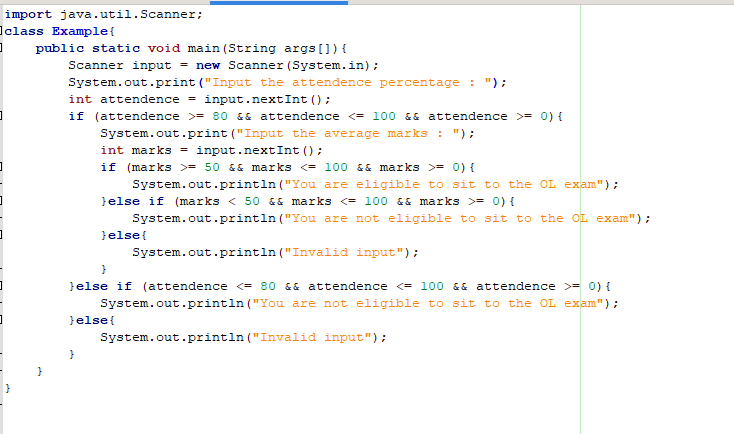 import java.util.Scanner;
class Example{
    public static void main(String args[]){
        Scanner input = new Scanner(System.in);
        System.out.print("Input the attendence percentage : ");
        int attendence = input.nextInt();
        if (attendence >= 80 && attendence <= 100 && attendence >= 0){
            System.out.print("Input the average marks : ");
            int marks = input.nextInt();
            if (marks >= 50 && marks <= 100 && marks >= 0){
                System.out.println("You are eligible to sit to the OL exam");
            }else if (marks < 50 && marks <= 100 && marks >= 0){
                System.out.println("You are not eligible to sit to the OL exam");
            }else{
                System.out.println("Invalid input");
            }
        }else if (attendence <= 80 && attendence <= 100 && attendence >= 0){
            System.out.println("You are not eligible to sit to the OL exam");
        }else{
            System.out.println("Invalid input");
        }
    }
}